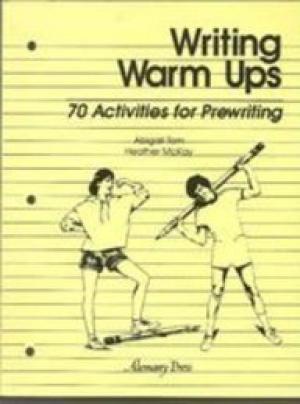 Writing
Warm Ups
70 Activities for Prewriting
Abigail Tom
Heather McKay
Alemany Press